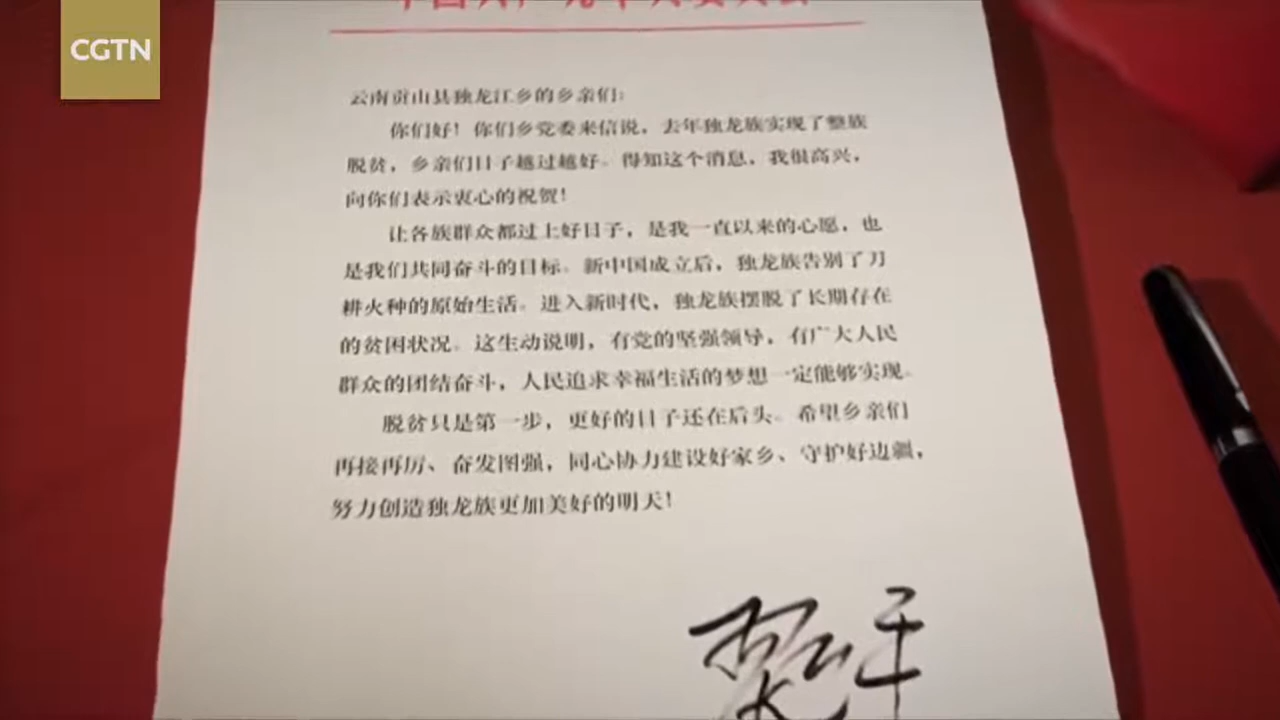 CGTN
云南贡山县独龙江乡的乡亲们：
你们好！你们乡党委来信说，去年独龙族实现了整族
脱贫，乡亲们日子越过越好。得知这个消息，我很高兴，
向你们表示衷心的祝贺！
让各族群众都过上好日子，是我一直以来的心愿，也
是我们共同奋斗的目标。新中国成立后，独龙族告别了刀
耕火种的原始生活。进入新时代，独龙族摆脱了长期存在
的贫困状况。这生动说明，有党的坚强领导，有广大人民
群众的团结奋斗，人民追求幸福生活的梦想一定能够实现。
脱贫只是第一步，更好的日子还在后头。希望乡亲们
再接再厉、奋发图强，同心协力建设好家乡、守护好边疆，
努力创造独龙族更加美好的明天！